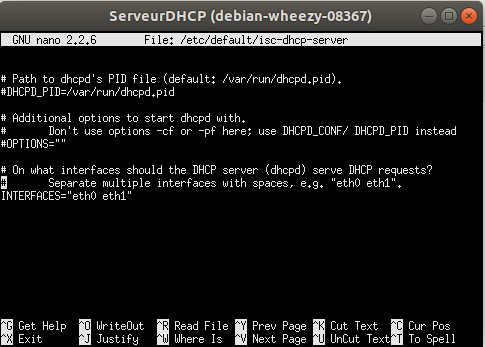 ServeurDHCP (debian-wheezy-08367)
GNU nano 2.2.6 File: /etc/default/isc-dhcp-server
# Path to dhcpd's PID file (default: /var/run/dhcpd.pid).
#DHCPD_PID=/var/run/dhcpd.pid
# Additional options to start dhcpd with.
# Don't use options -cf or -pf here; use DHCPD_CONF/ DHCPD_PID instead
#OPTIONS=""
# On what interfaces should the DHCP server (dhcpd) serve DHCP requests?
# Separate multiple interfaces with spaces, e.g. "eth0 eth1".
INTERFACES="eth0 eth1"
^G Get Help ^O WriteOut ^R Read File ^Y Prev Page ^K Cut Text ^C Cur Pos
^X Exit ^J Justify ^W Where Is ^V Next Page ^U UnCut Text ^T To Spell